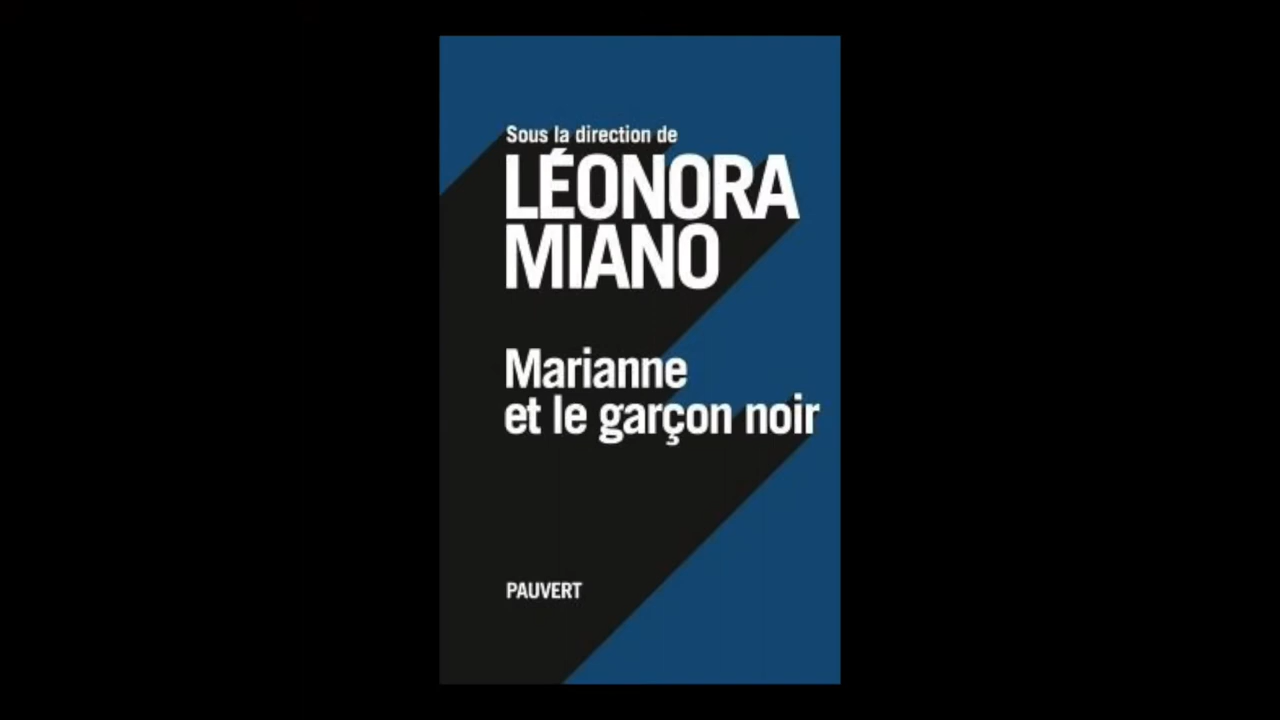 Sous la direction de
LÉONORA
MIANO
Marianne
et le garçon noir
PAUVERT